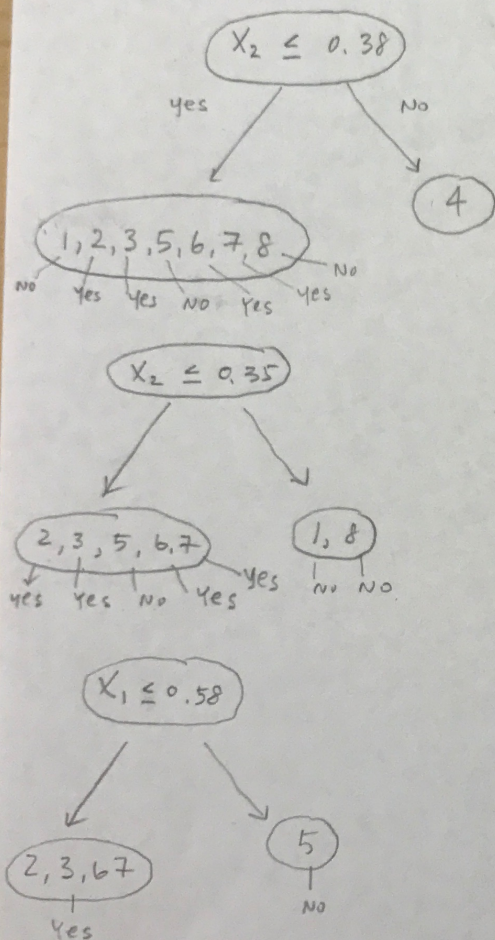 X₂ ≤ 0.38
yes No
4
1, 2, 3, 5, 6, 7, 8
No Yes Yes No Yes Yes No
X₂ ≤ 0.35
2, 3, 5, 6, 7
yes Yes No Yes Yes
1, 8
No No
X₁ ≤ 0.58
2, 3, 67
Yes
5
No